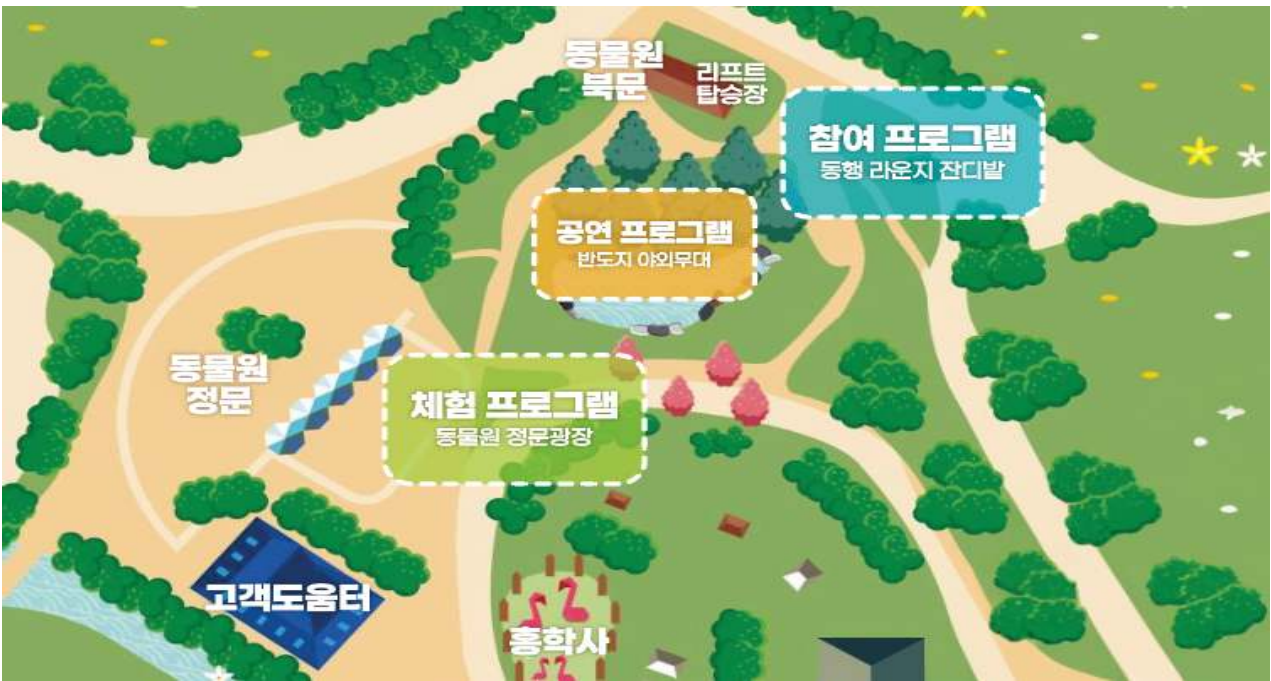 동물원
북문
리프트
탑승장
참여 프로그램
동행 라운지 잔디밭
공연 프로그램
반도지 야외무대
동물원
정문
체험 프로그램
동물원 정문광장
고객도움터
홍학사